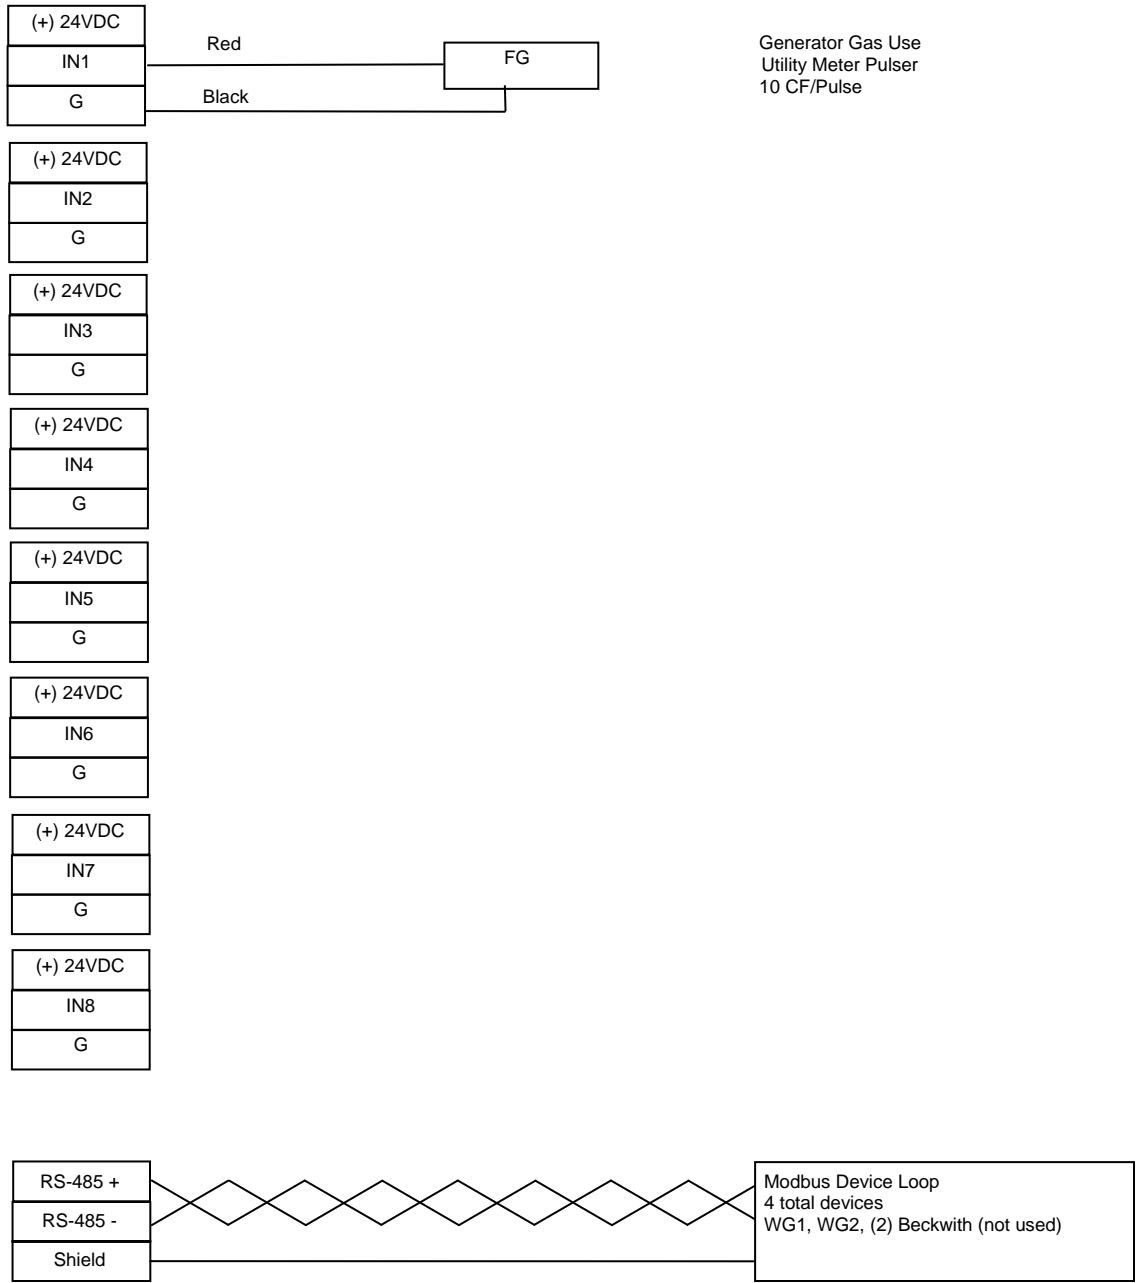 (+) 24VDC
Red
Generator Gas Use
IN1
FG
Utility Meter Pulser
10 CF/Pulse
G
Black
(+) 24VDC
IN2
G
(+) 24VDC
IN3
G
(+) 24VDC
IN4
G
(+) 24VDC
IN5
G
(+) 24VDC
IN6
G
(+) 24VDC
IN7
G
(+) 24VDC
IN8
G
RS-485 +
RS-485 -
Shield
Modbus Device Loop
4 total devices
WG1, WG2, (2) Beckwith (not used)